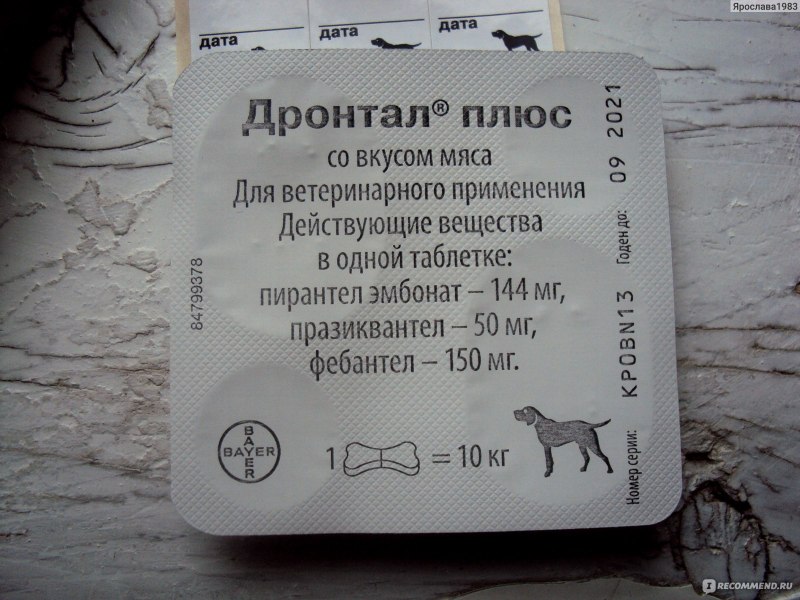 Ярослава1983
дата
дата
дата
Дронтал® плюс
со вкусом мяса
Для ветеринарного применения
Действующие вещества
в одной таблетке:
пирантел эмбонат – 144 мг,
празиквантел – 50 мг,
фебантел – 150 мг.
BAYER
BAYER
1 = 10 кг
84799378
Номер серии: KP0BN13
Годен до: 09 2021
IRECOMMEND.RU